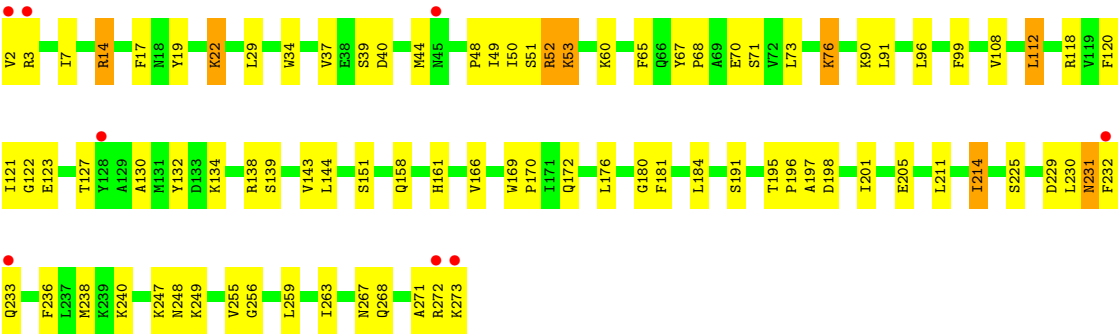 V2 R3 I7 R14 F17 N18 Y19 K22 L29 W34 V37 E38 S39 D40 M44 N45 P48 I49 I50 S51 R52 K53 K60 F65 Q66 Y67 P68 A69 E70 S71 V72 L73 K76 K90 L91 L96 F99 V108 L112 R118 V119 F120
I121 G122 E123 T127 Y128 A129 A130 M131 Y132 D133 K134 R138 S139 V143 L144 S151 Q158 H161 V166 W169 P170 I171 Q172 L176 G180 F181 L184 S191 T195 P196 A197 D198 I201 E205 L211 I214 S225 D229 L230 N231 E232
Q233 F236 L237 M238 K239 K240 K247 N248 K249 V255 G256 L259 I263 N267 Q268 A271 R272 K273